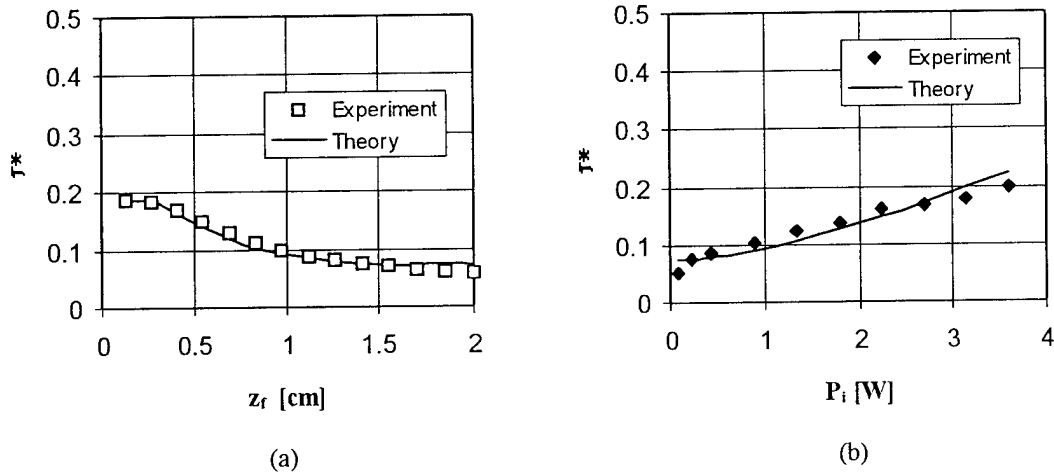 0.5
0.4
0.3
0.2
0.1
0
τ*
Experiment
Theory
0 0.5 1 1.5 2
z_f [cm]
(a)
0.5
0.4
0.3
0.2
0.1
0
τ*
Experiment
Theory
0 1 2 3 4
P_i [W]
(b)